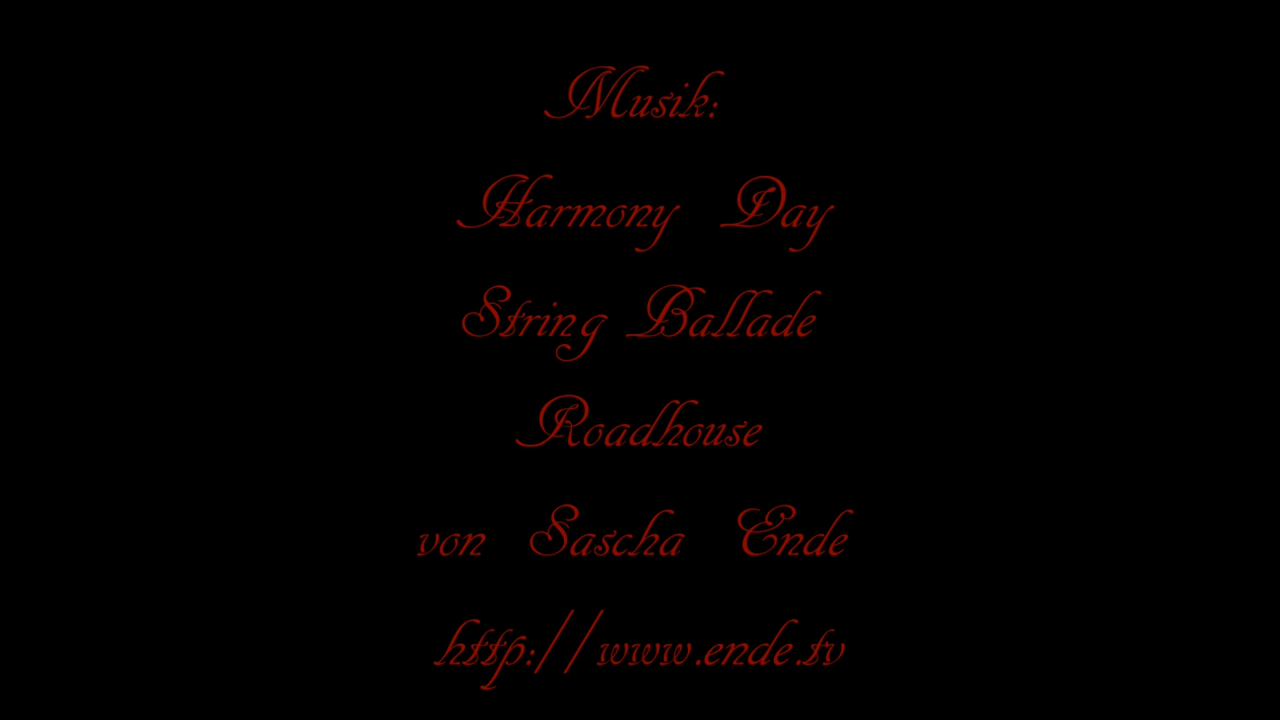 Musik:
Harmony Day
String Ballade
Roadhouse
von Sascha Ende
http://www.ende.tv